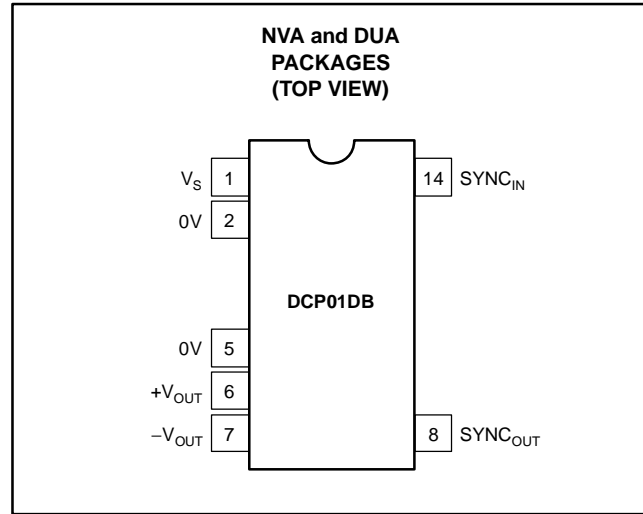 NVA and DUA
PACKAGES
(TOP VIEW)
VS 1 14 SYNCIN
0V 2
DCP01DB
0V 5
+VOUT 6
−VOUT 7 8 SYNCOUT